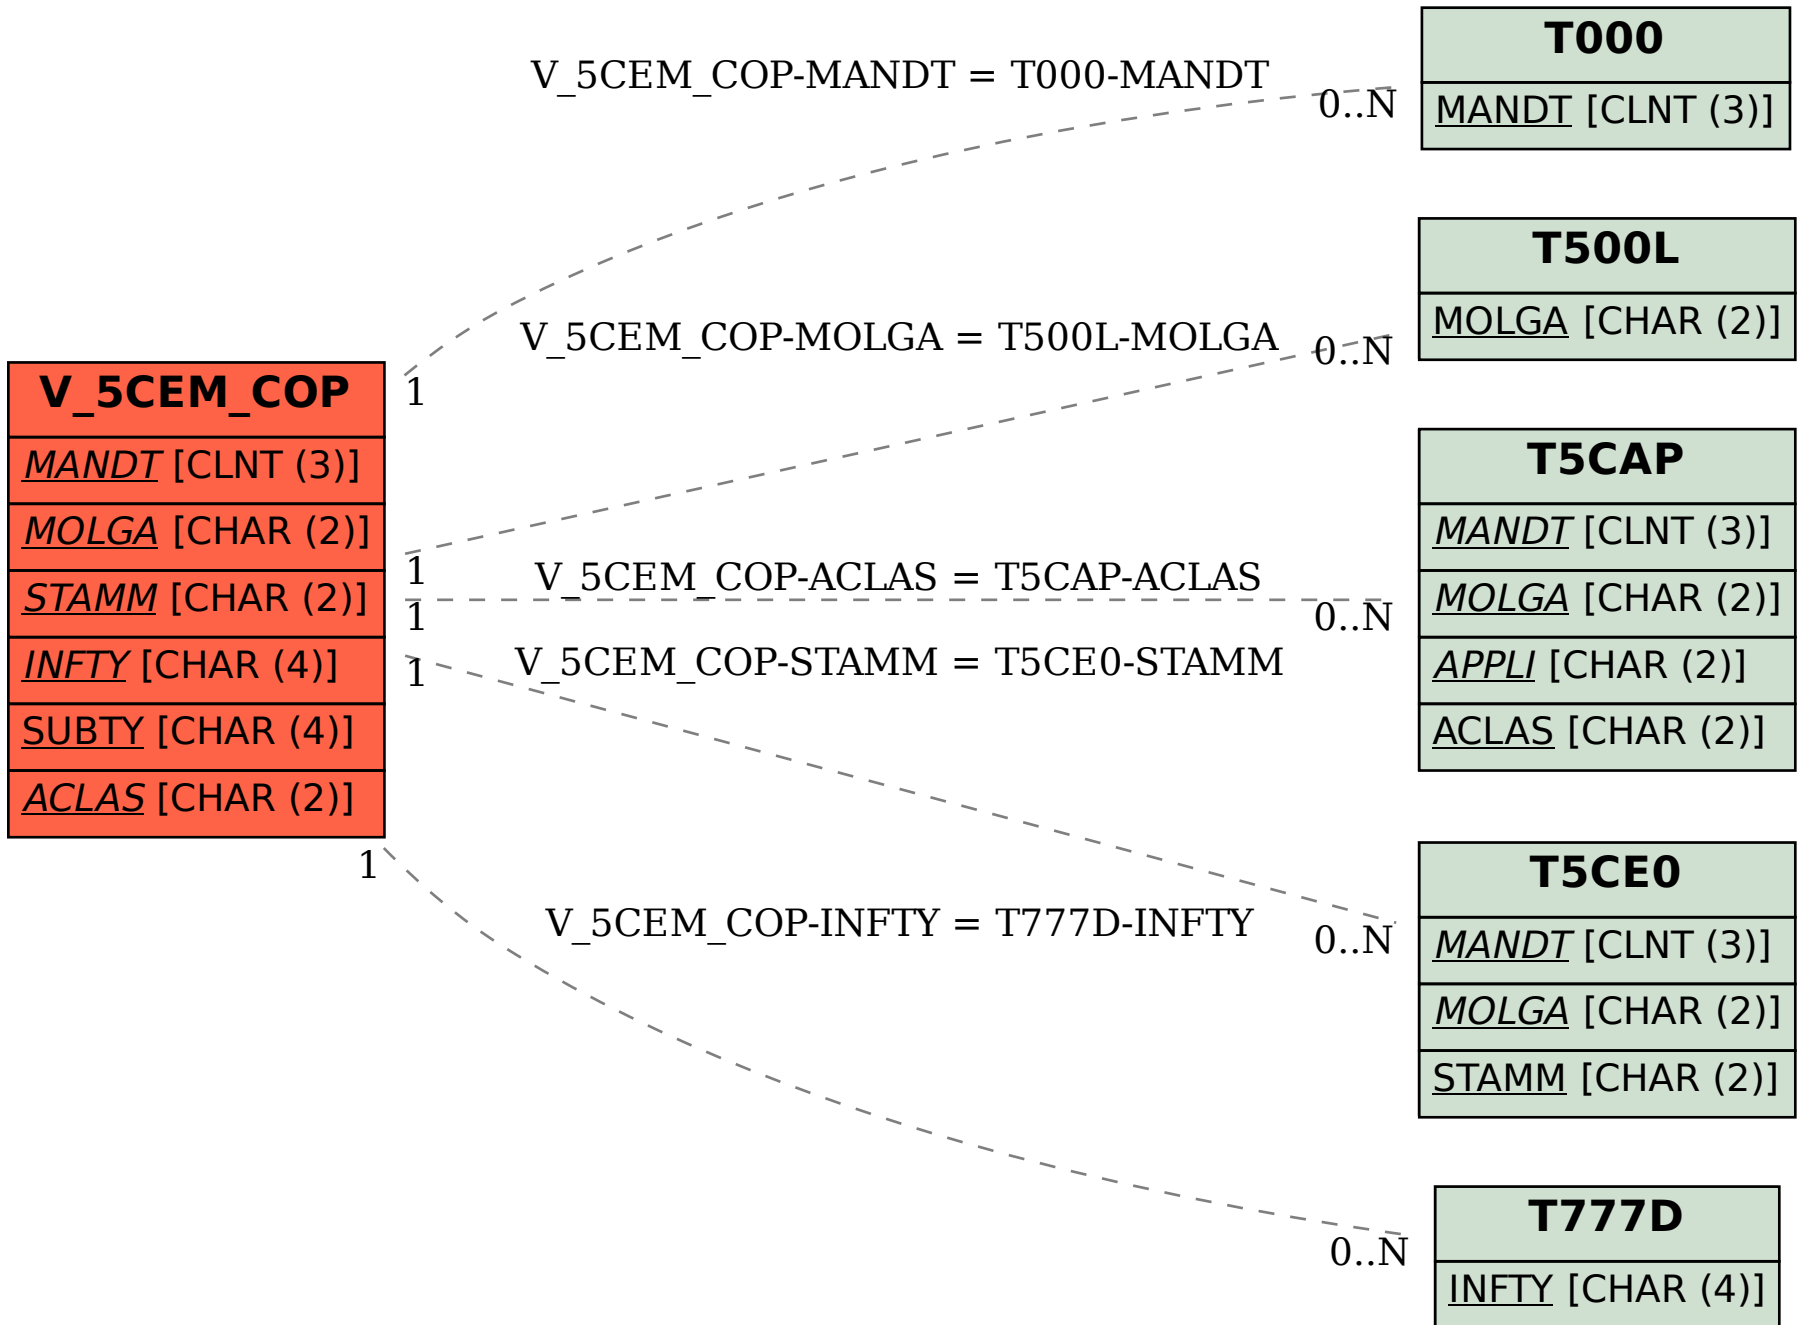 V_5CEM_COP
MANDT [CLNT (3)]
MOLGA [CHAR (2)]
STAMM [CHAR (2)]
INFTY [CHAR (4)]
SUBTY [CHAR (4)]
ACLAS [CHAR (2)]
V_5CEM_COP-MANDT = T000-MANDT
0..N
1
V_5CEM_COP-MOLGA = T500L-MOLGA
0..N
1
V_5CEM_COP-ACLAS = T5CAP-ACLAS
1
0..N
V_5CEM_COP-STAMM = T5CE0-STAMM
1
0..N
V_5CEM_COP-INFTY = T777D-INFTY
1
0..N
T000
MANDT [CLNT (3)]
T500L
MOLGA [CHAR (2)]
T5CAP
MANDT [CLNT (3)]
MOLGA [CHAR (2)]
APPLI [CHAR (2)]
ACLAS [CHAR (2)]
T5CE0
MANDT [CLNT (3)]
MOLGA [CHAR (2)]
STAMM [CHAR (2)]
T777D
INFTY [CHAR (4)]